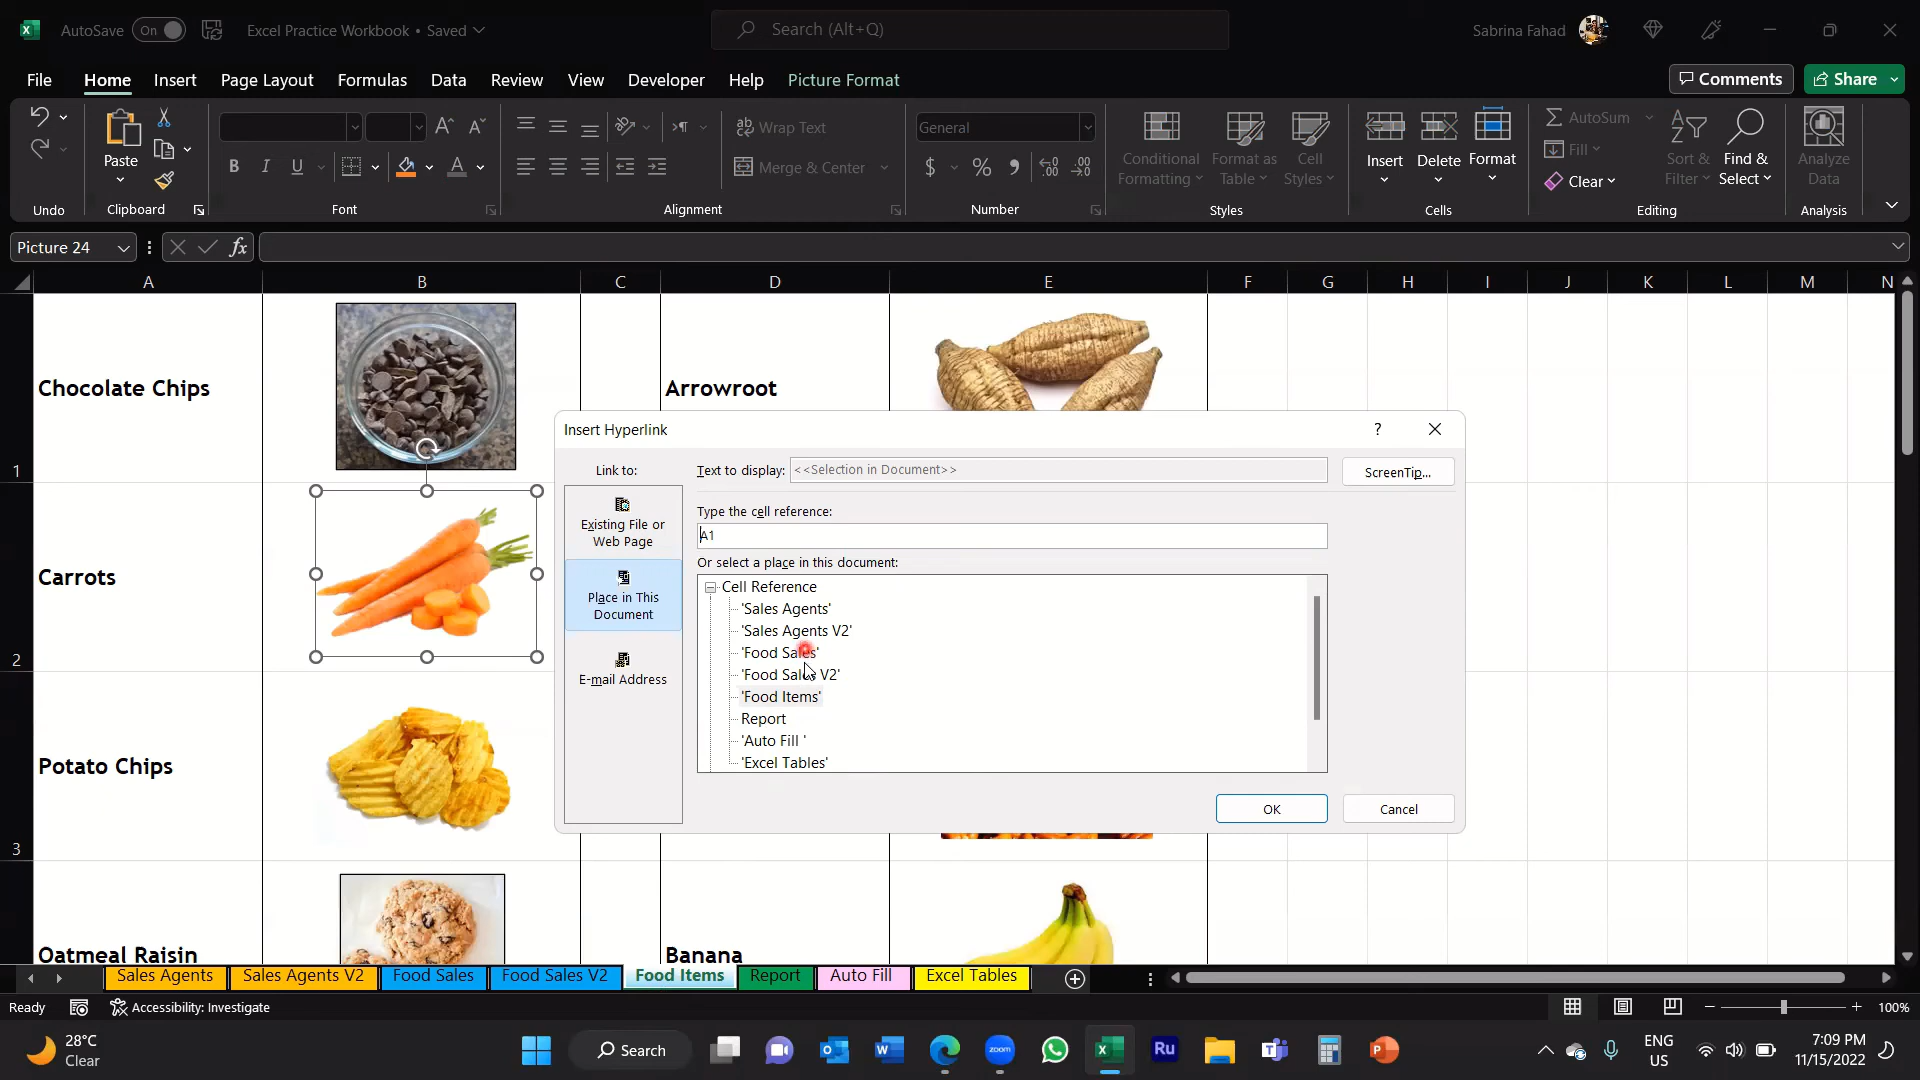 AutoSave On Excel Practice Workbook • Saved Search (Alt+Q) Sabrina Fahad
File Home Insert Page Layout Formulas Data Review View Developer Help Picture Format Comments Share
Paste
Wrap Text
Merge & Center
General
Conditional
Formatting
Format as
Table
Cell
Styles
Insert
Delete
Format
AutoSum
Fill
Clear
Sort &
Filter
Find &
Select
Analyze
Data
Undo Clipboard Font Alignment Number Styles Cells Editing Analysis
Picture 24 fx
A B C D E F G H I J K L M N
Chocolate Chips
Arrowroot
1
Carrots
2
Potato Chips
3
Oatmeal Raisin
Banana
Insert Hyperlink ?
Link to:
Text to display: <<Selection in Document>>
ScreenTip...
Existing File or
Web Page
Place in This
Document
E-mail Address
Type the cell reference:
A1
Or select a place in this document:
Cell Reference
'Sales Agents'
'Sales Agents V2'
'Food Sales'
'Food Sales V2'
'Food Items'
Report
'Auto Fill '
'Excel Tables'
OK
Cancel
Sales Agents Sales Agents V2 Food Sales Food Sales V2 Food Items Report Auto Fill Excel Tables
Ready Accessibility: Investigate 100%
28°C
Clear
Search
zoom
Ru
ENG
US
7:09 PM
11/15/2022